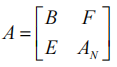 A = [ B F
E A_N ]